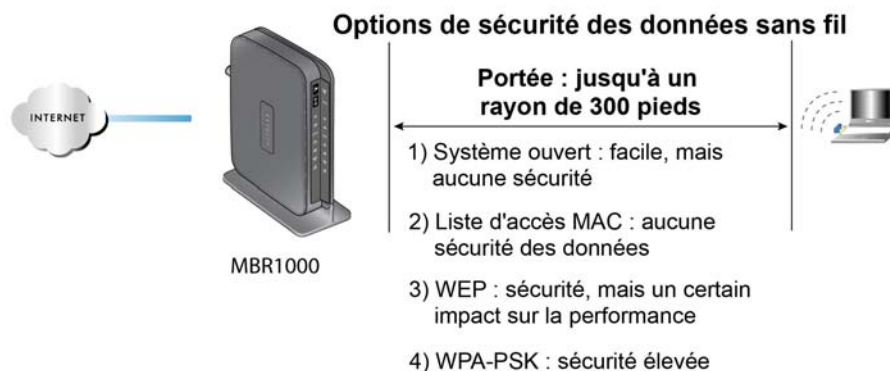 Options de sécurité des données sans fil
Portée : jusqu'à un
rayon de 300 pieds
INTERNET
1) Système ouvert : facile, mais
aucune sécurité
2) Liste d'accès MAC : aucune
sécurité des données
MBR1000
3) WEP : sécurité, mais un certain
impact sur la performance
4) WPA-PSK : sécurité élevée